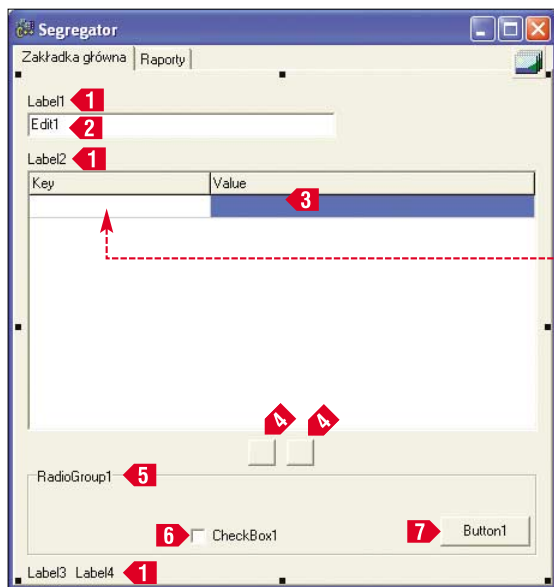 Segregator
Zakładka główna Raporty
Label1 1
Edit1 2
Label2 1
Key Value
3
4 4
RadioGroup1 5
6 CheckBox1 7 Button1
Label3 Label4 1